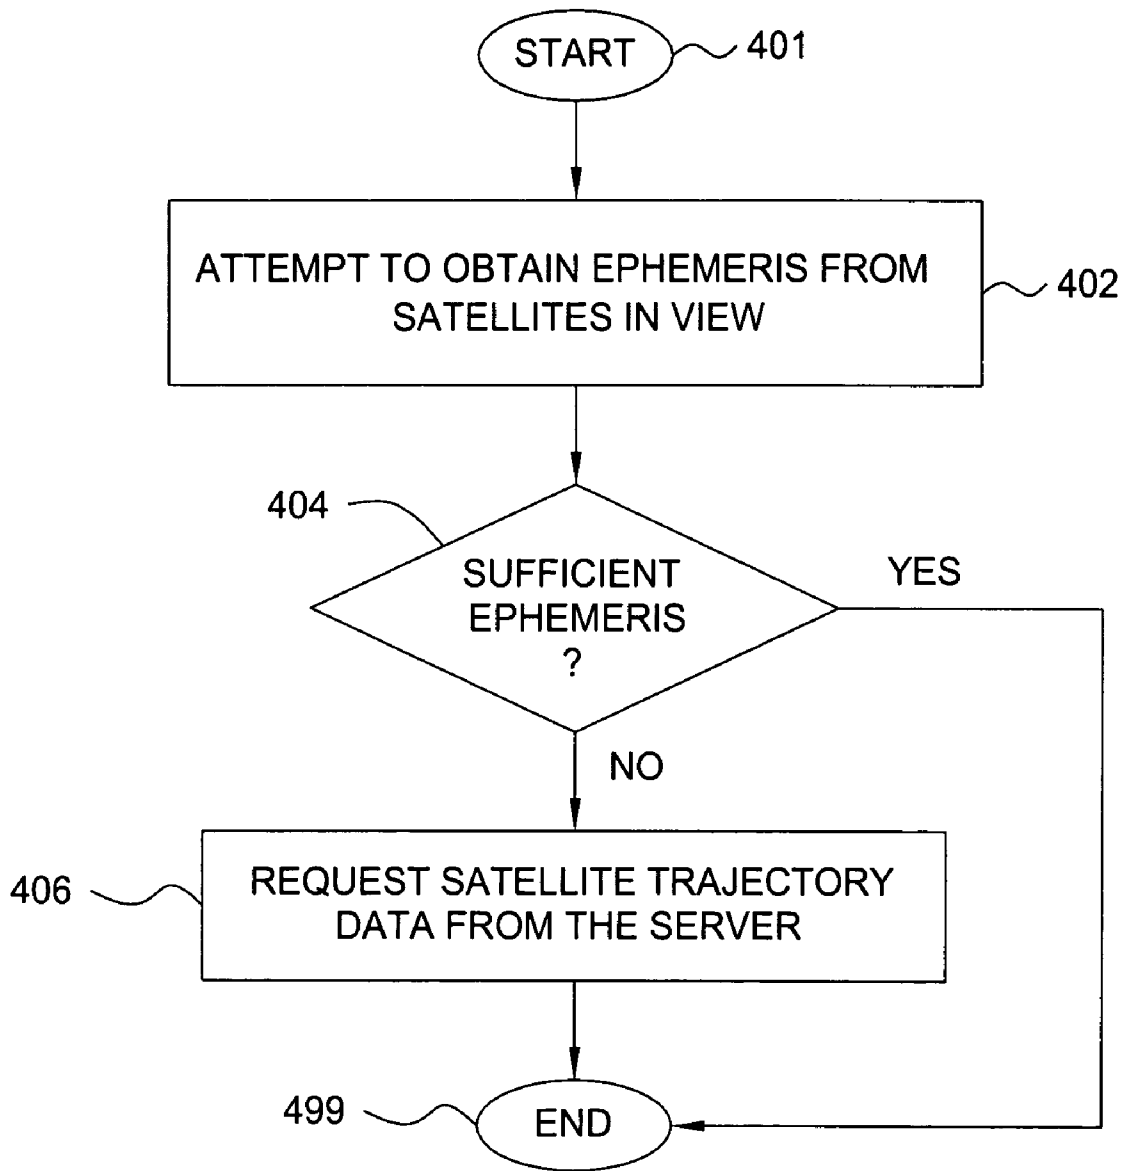 START
401
ATTEMPT TO OBTAIN EPHEMERIS FROM
SATELLITES IN VIEW
402
404
SUFFICIENT
EPHEMERIS
?
YES
NO
406
REQUEST SATELLITE TRAJECTORY
DATA FROM THE SERVER
499
END